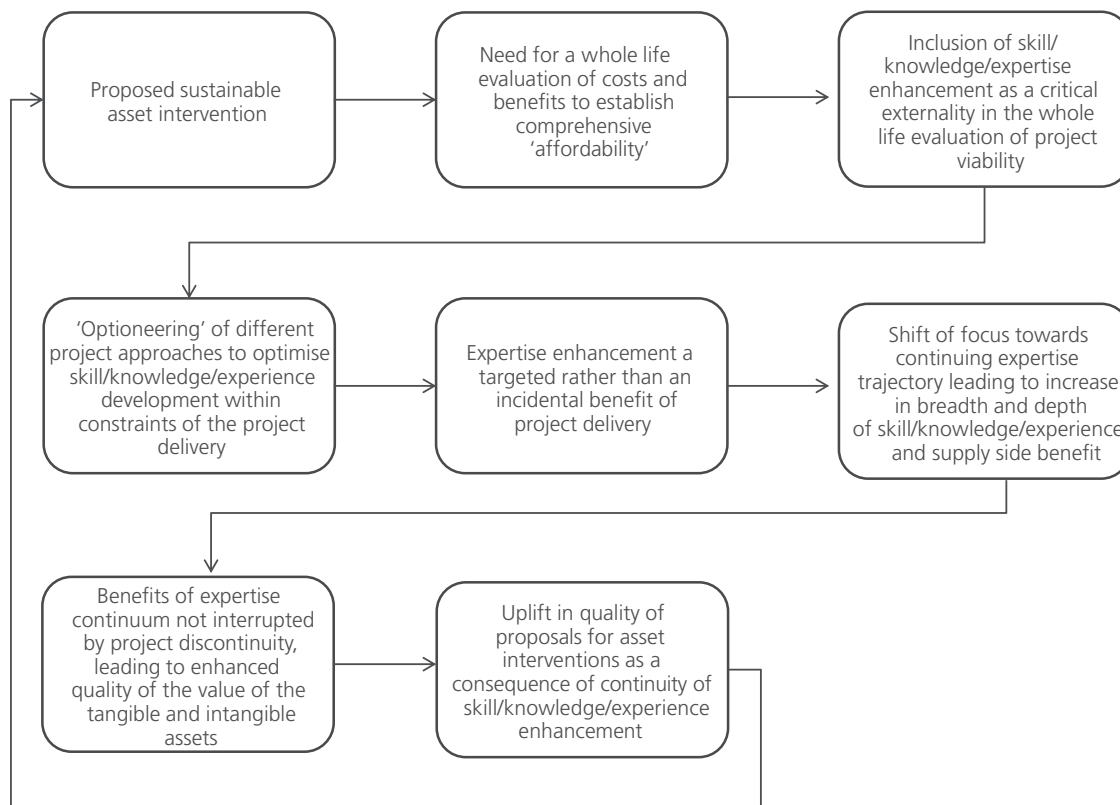 Proposed sustainable
asset intervention
Need for a whole life
evaluation of costs and
benefits to establish
comprehensive
‘affordability’
Inclusion of skill/
knowledge/expertise
enhancement as a critical
externality in the whole
life evaluation of project
viability
‘Optioneering’ of different
project approaches to optimise
skill/knowledge/experience
development within
constraints of the project
delivery
Expertise enhancement a
targeted rather than an
incidental benefit of
project delivery
Shift of focus towards
continuing expertise
trajectory leading to increase
in breadth and depth
of skill/knowledge/experience
and supply side benefit
Benefits of expertise
continuum not interrupted
by project discontinuity,
leading to enhanced
quality of the value of the
tangible and intangible
assets
Uplift in quality of
proposals for asset
interventions as a
consequence of continuity of
skill/knowledge/experience
enhancement